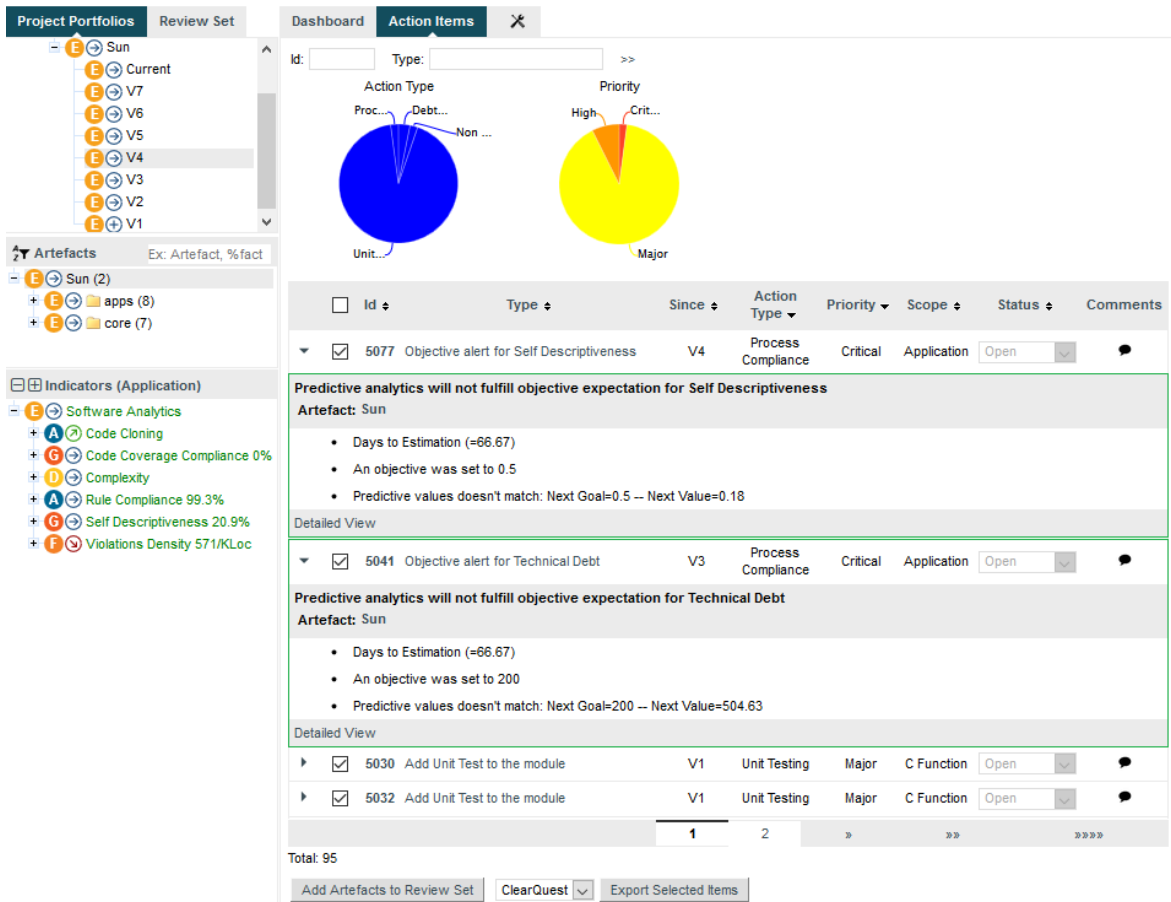 Project Portfolios Review Set
E Sun
E Current
E V7
E V6
E V5
E V4
E V3
E V2
E V1
Artefacts Ex: Artefact, %fact
E Sun (2)
E apps (8)
E core (7)
Indicators (Application)
E Software Analytics
A Code Cloning
G Code Coverage Compliance 0%
D Complexity
A Rule Compliance 99.3%
G Self Descriptiveness 20.9%
F Violations Density 571/KLoc
Dashboard Action Items
Id: Type: >>
Action Type
Proc... Debt...
Non ...
Unit...
Priority
High Crit...
Major
Id Type Since Action Type Priority Scope Status Comments
5077 Objective alert for Self Descriptiveness V4 Process Compliance Critical Application Open
Predictive analytics will not fulfill objective expectation for Self Descriptiveness
Artefact: Sun
• Days to Estimation (=66.67)
• An objective was set to 0.5
• Predictive values doesn't match: Next Goal=0.5 -- Next Value=0.18
Detailed View
5041 Objective alert for Technical Debt V3 Process Compliance Critical Application Open
Predictive analytics will not fulfill objective expectation for Technical Debt
Artefact: Sun
• Days to Estimation (=66.67)
• An objective was set to 200
• Predictive values doesn't match: Next Goal=200 -- Next Value=504.63
Detailed View
5030 Add Unit Test to the module V1 Unit Testing Major C Function Open
5032 Add Unit Test to the module V1 Unit Testing Major C Function Open
1 2 » »» »»»»
Total: 95
Add Artefacts to Review Set ClearQuest Export Selected Items